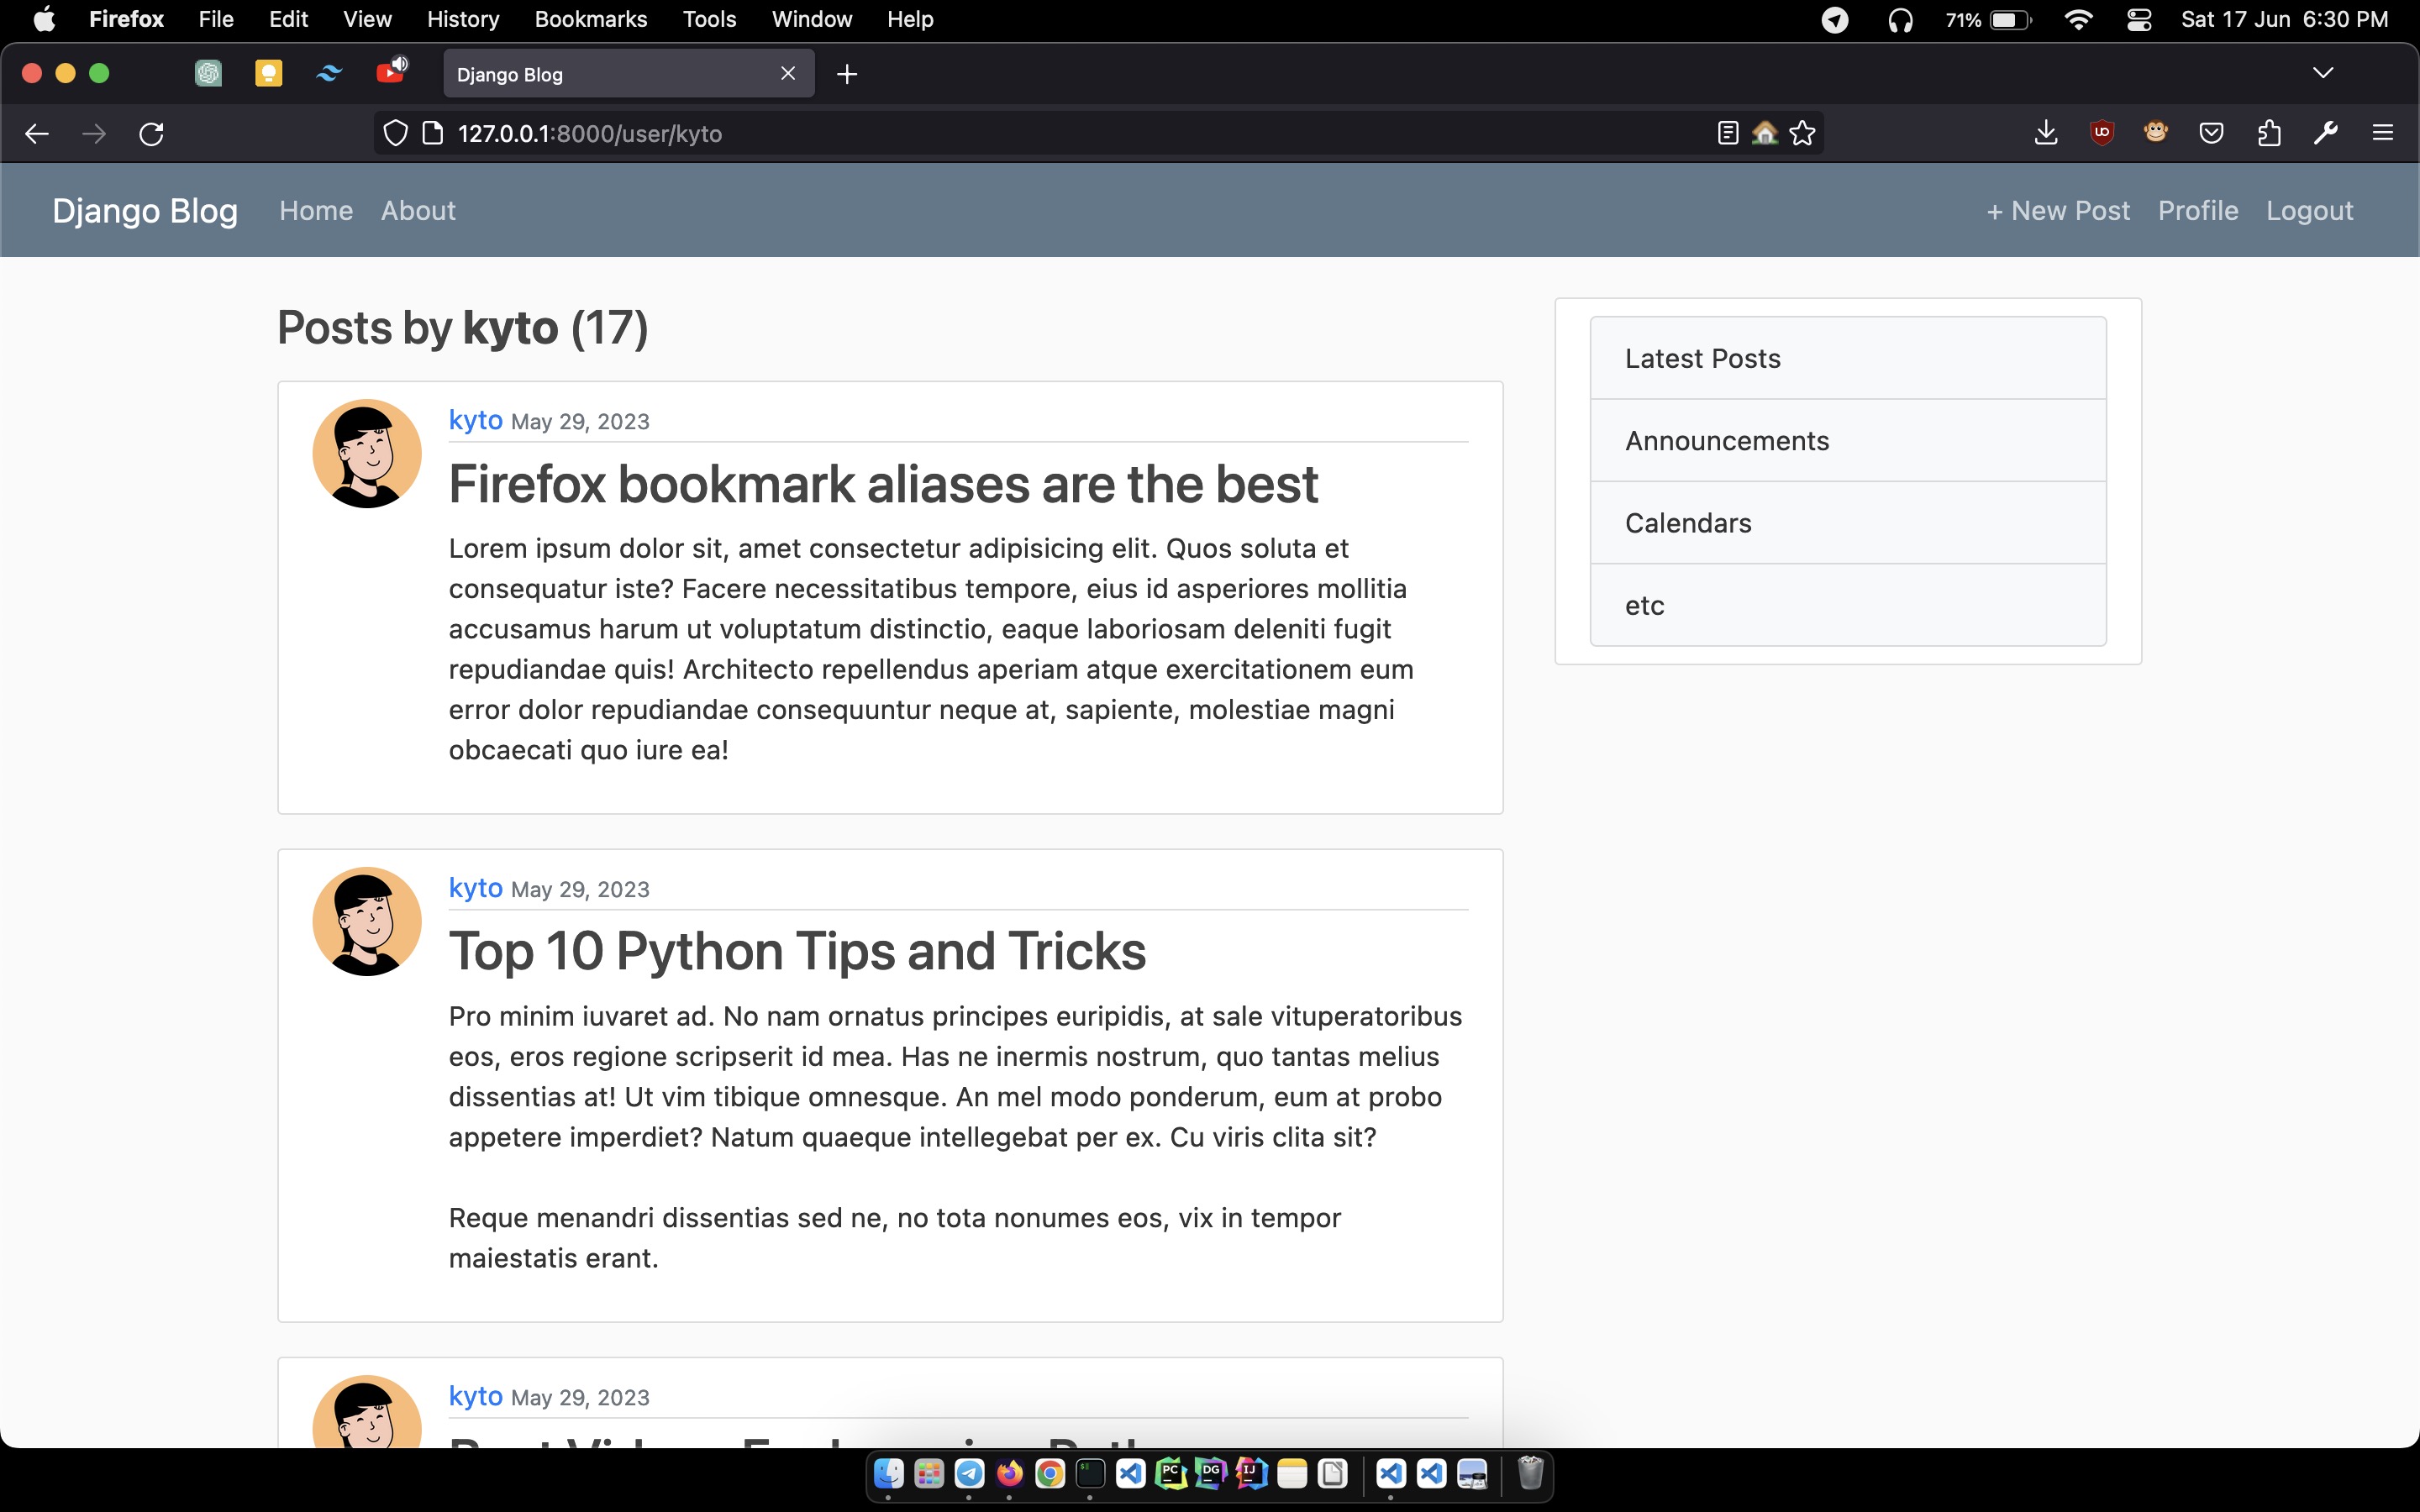 Firefox File Edit View History Bookmarks Tools Window Help 71% Sat 17 Jun 6:30 PM
Django Blog
127.0.0.1:8000/user/kyto
Django Blog Home About + New Post Profile Logout
Posts by kyto (17)
kyto May 29, 2023
Firefox bookmark aliases are the best
Lorem ipsum dolor sit, amet consectetur adipisicing elit. Quos soluta et
consequatur iste? Facere necessitatibus tempore, eius id asperiores mollitia
accusamus harum ut voluptatum distinctio, eaque laboriosam deleniti fugit
repudiandae quis! Architecto repellendus aperiam atque exercitationem eum
error dolor repudiandae consequuntur neque at, sapiente, molestiae magni
obcaecati quo iure ea!
kyto May 29, 2023
Top 10 Python Tips and Tricks
Pro minim iuvaret ad. No nam ornatus principes euripidis, at sale vituperatoribus
eos, eros regione scripserit id mea. Has ne inermis nostrum, quo tantas melius
dissentias at! Ut vim tibique omnesque. An mel modo ponderum, eum at probo
appetere imperdiet? Natum quaeque intellegebat per ex. Cu viris clita sit?
Reque menandri dissentias sed ne, no tota nonumes eos, vix in tempor
maiestatis erant.
kyto May 29, 2023
Latest Posts
Announcements
Calendars
etc
PC DG IJ